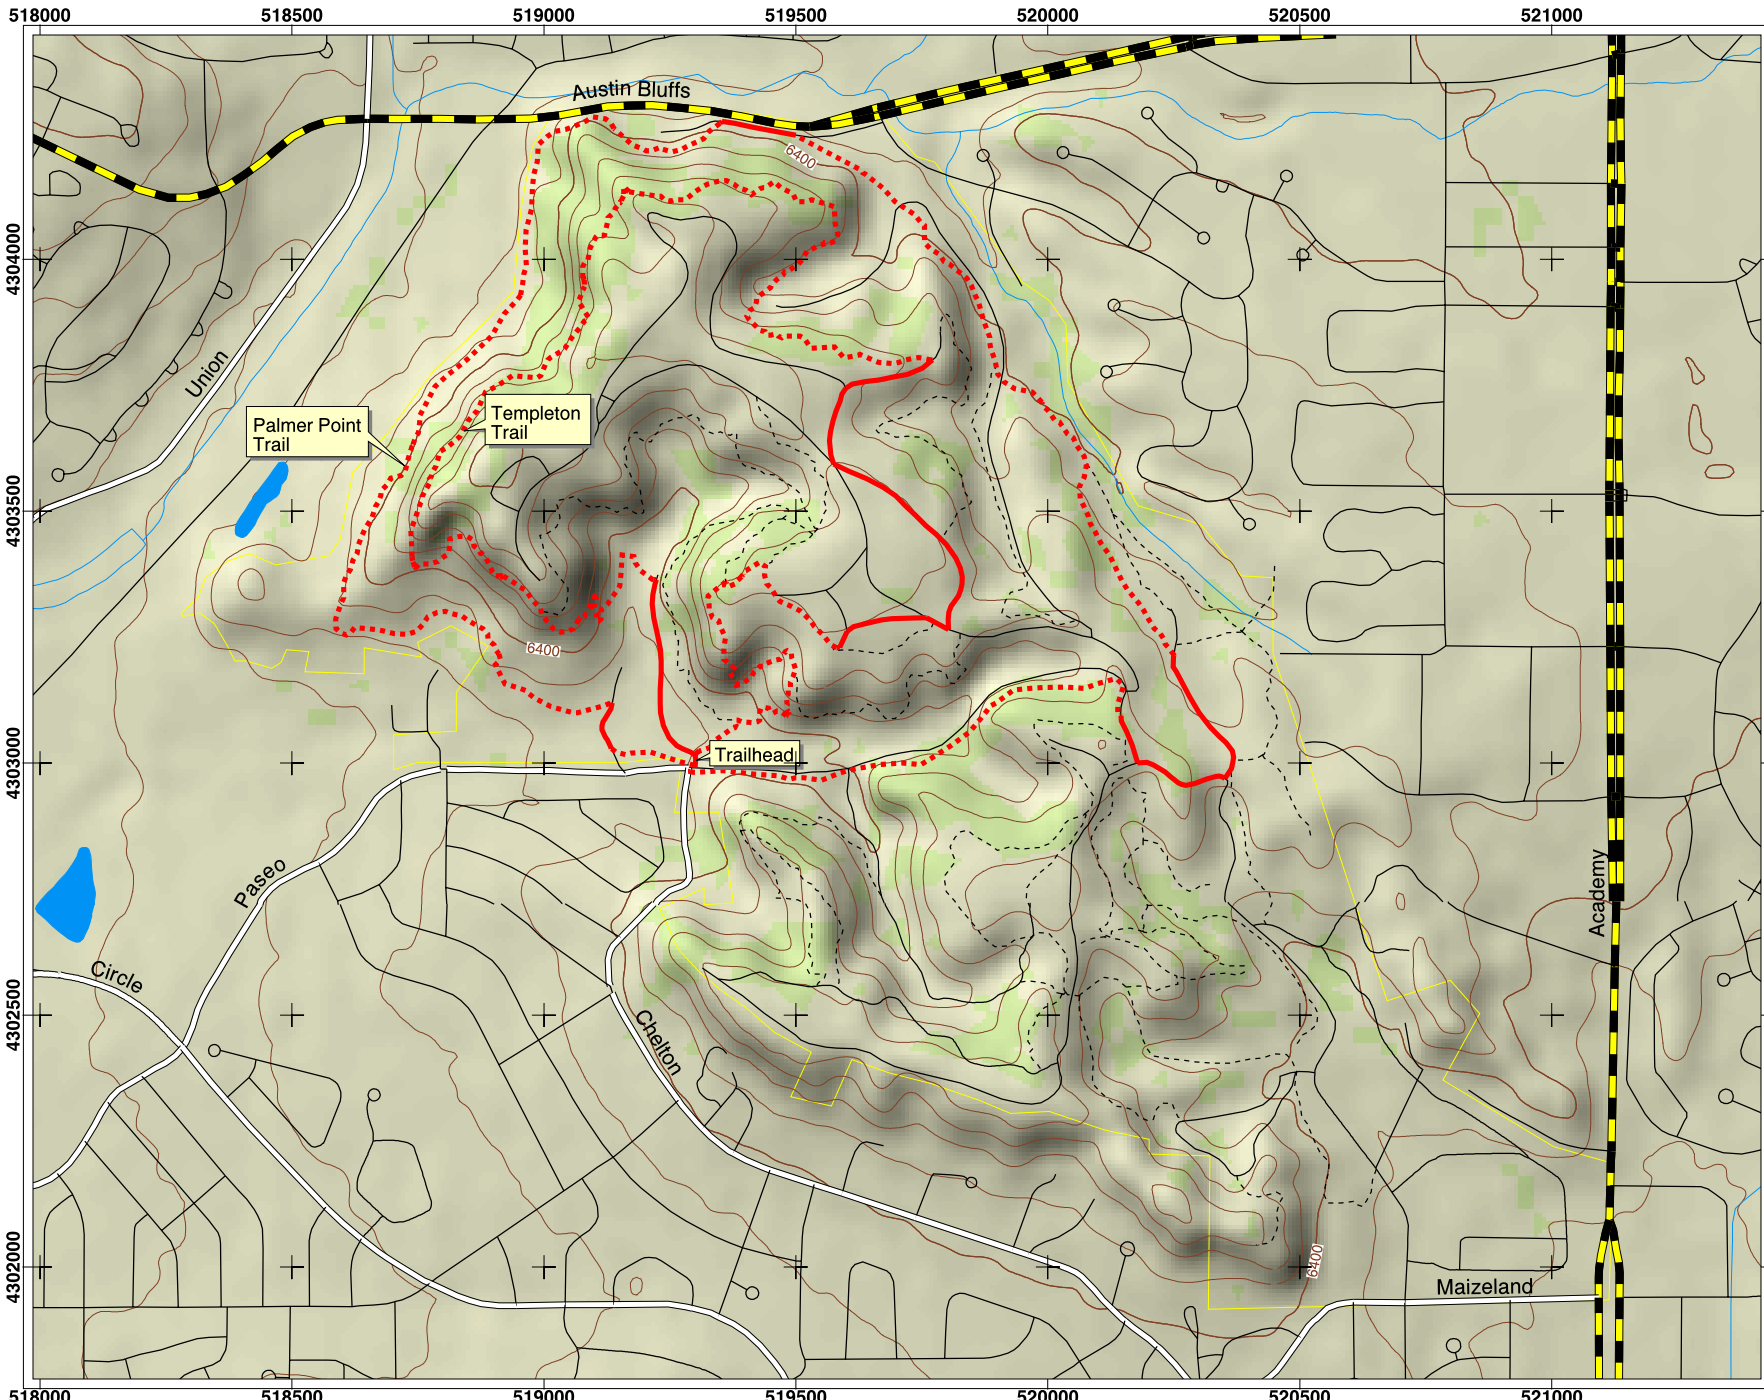 518000 518500 519000 519500 520000 520500 521000
Austin Bluffs
6400
4304000
Union
Palmer Point
Trail
Templeton
Trail
4303500
6400
Trailhead
4303000
Paseo
Academy
Circle
4302500
Chelton
4302000
6400
Maizeland
518000 518500 519000 519500 520000 520500 521000